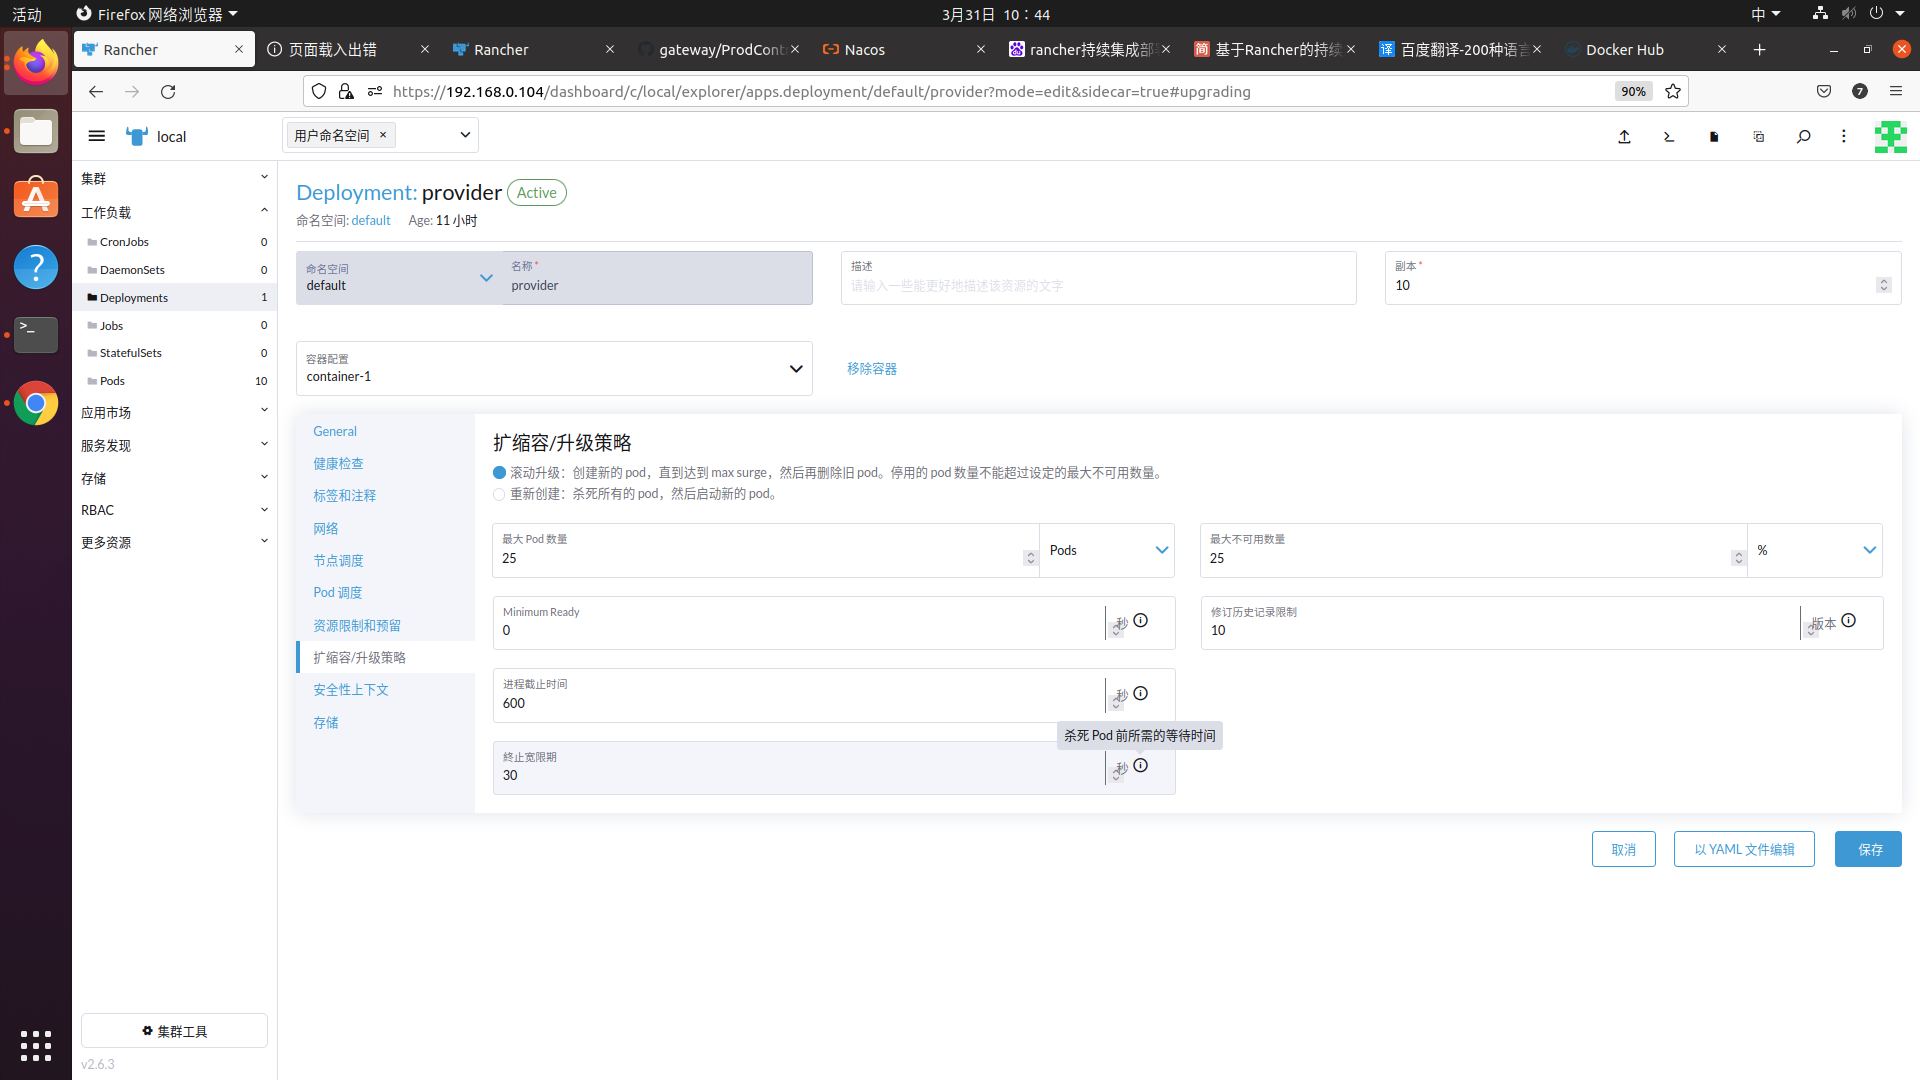 活动
Firefox 网络浏览器
3月31日 10：44
中
Rancher
页面载入出错
Rancher
gateway/ProdCont
Nacos
rancher持续集成部
基于Rancher的持续
百度翻译-200种语言
Docker Hub
https://192.168.0.104/dashboard/c/local/explorer/apps.deployment/default/provider?mode=edit&sidecar=true#upgrading
90%
7
local
用户命名空间 ×
集群
工作负载
CronJobs 0
DaemonSets 0
Deployments 1
Jobs 0
StatefulSets 0
Pods 10
应用市场
服务发现
存储
RBAC
更多资源
集群工具
v2.6.3
Deployment: provider Active
命名空间: default Age: 11 小时
命名空间
default
名称 *
provider
描述
请输入一些能更好地描述该资源的文字
副本 *
10
容器配置
container-1
移除容器
General
健康检查
标签和注释
网络
节点调度
Pod 调度
资源限制和预留
扩缩容/升级策略
安全性上下文
存储
扩缩容/升级策略
滚动升级：创建新的 pod，直到达到 max surge，然后再删除旧 pod。停用的 pod 数量不能超过设定的最大不可用数量。
重新创建：杀死所有的 pod，然后启动新的 pod。
最大 Pod 数量
25
Pods
最大不可用数量
25
%
Minimum Ready
0
秒
修订历史记录限制
10
版本
进程截止时间
600
秒
杀死 Pod 前所需的等待时间
终止宽限期
30
秒
取消
以 YAML 文件编辑
保存